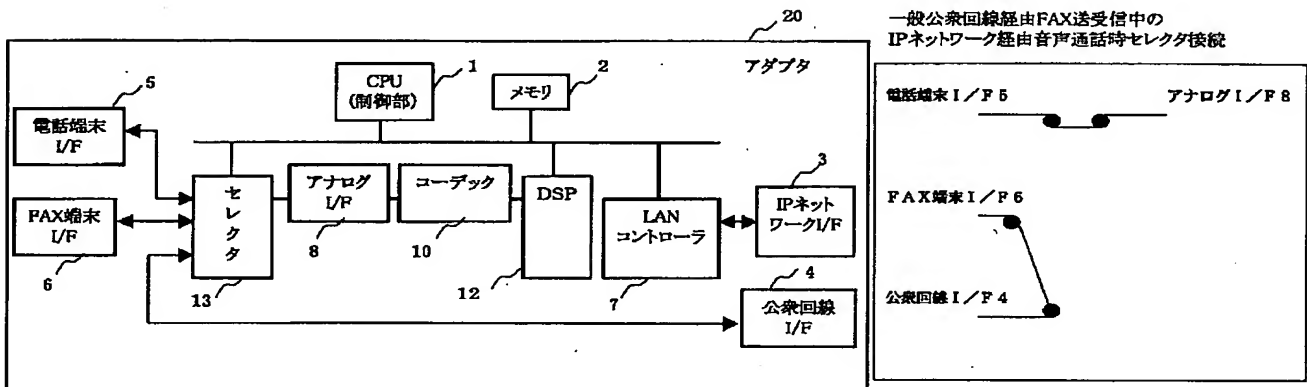 20
アダプタ
5
電話端末
I/F
FAX端末
I/F
6
1
CPU
(制御部)
2
メモリ
セレクタ
13
アナログ
I/F
8
コーデック
10
DSP
12
LAN
コントローラ
7
3
IPネット
ワークI/F
4
公衆回線
I/F
一般公衆回線経由FAX送受信中の
IPネットワーク経由音声通話時セレクタ接続
電話端末I/F5
アナログI/F8
FAX端末I/F6
公衆回線I/F4